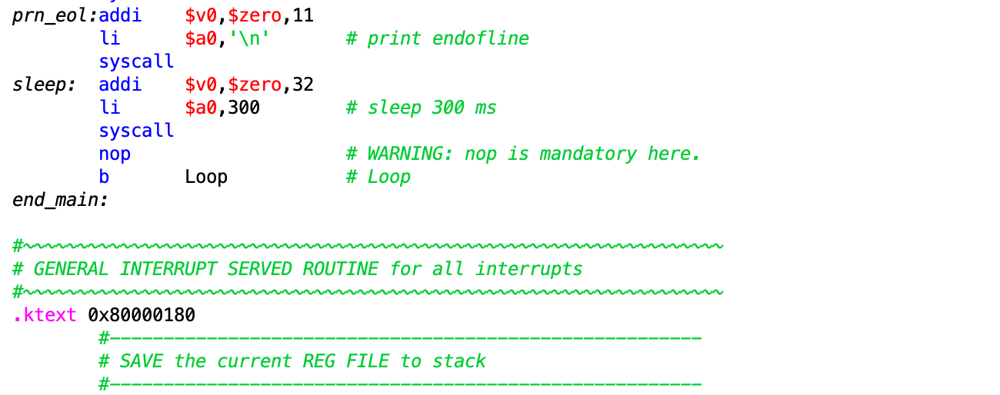 prn_eol:addi    $v0,$zero,11
        li      $a0,'\n'       # print endofline
        syscall
sleep:  addi    $v0,$zero,32
        li      $a0,300        # sleep 300 ms
        syscall
        nop                    # WARNING: nop is mandatory here.
        b       Loop           # Loop
end_main:
#~~~~~~~~~~~~~~~~~~~~~~~~~~~~~~~~~~~~~~~~~~~~~~~~~~~~~~~~~~~~~~~~~
# GENERAL INTERRUPT SERVED ROUTINE for all interrupts
#~~~~~~~~~~~~~~~~~~~~~~~~~~~~~~~~~~~~~~~~~~~~~~~~~~~~~~~~~~~~~~~~~
.ktext 0x80000180
        #-------------------------------------------------------
        # SAVE the current REG FILE to stack
        #-------------------------------------------------------